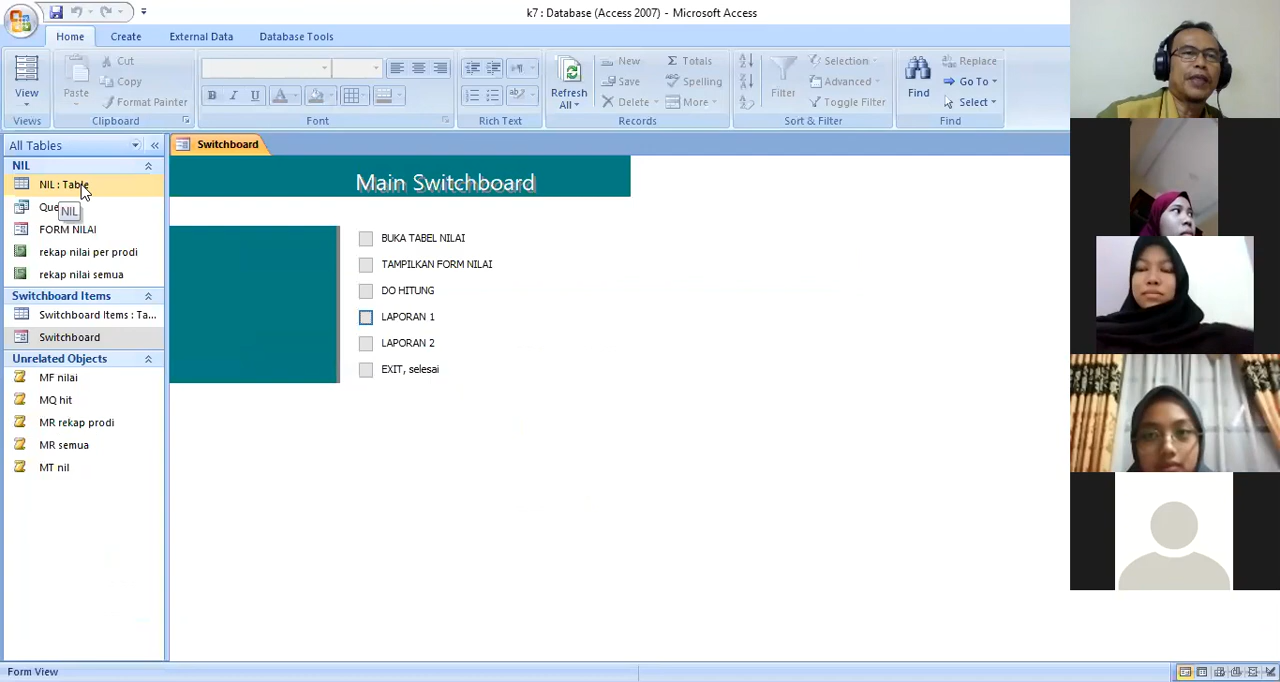 k7 : Database (Access 2007) - Microsoft Access
Home Create External Data Database Tools
View
Views
Paste
Cut
Copy
Format Painter
Clipboard
B I U A
Font
Rich Text
Refresh All
New
Save
Delete
Totals
Spelling
More
Records
Filter
Selection
Advanced
Toggle Filter
Sort & Filter
Find
Replace
Go To
Select
Find
All Tables
NIL
NIL : Table
NIL
FORM NILAI
rekap nilai per prodi
rekap nilai semua
Switchboard Items
Switchboard Items : Ta...
Switchboard
Unrelated Objects
MF nilai
MQ hit
MR rekap prodi
MR semua
MT nil
Switchboard
Main Switchboard
BUKA TABEL NILAI
TAMPILKAN FORM NILAI
DO HITUNG
LAPORAN 1
LAPORAN 2
EXIT, selesai
Form View